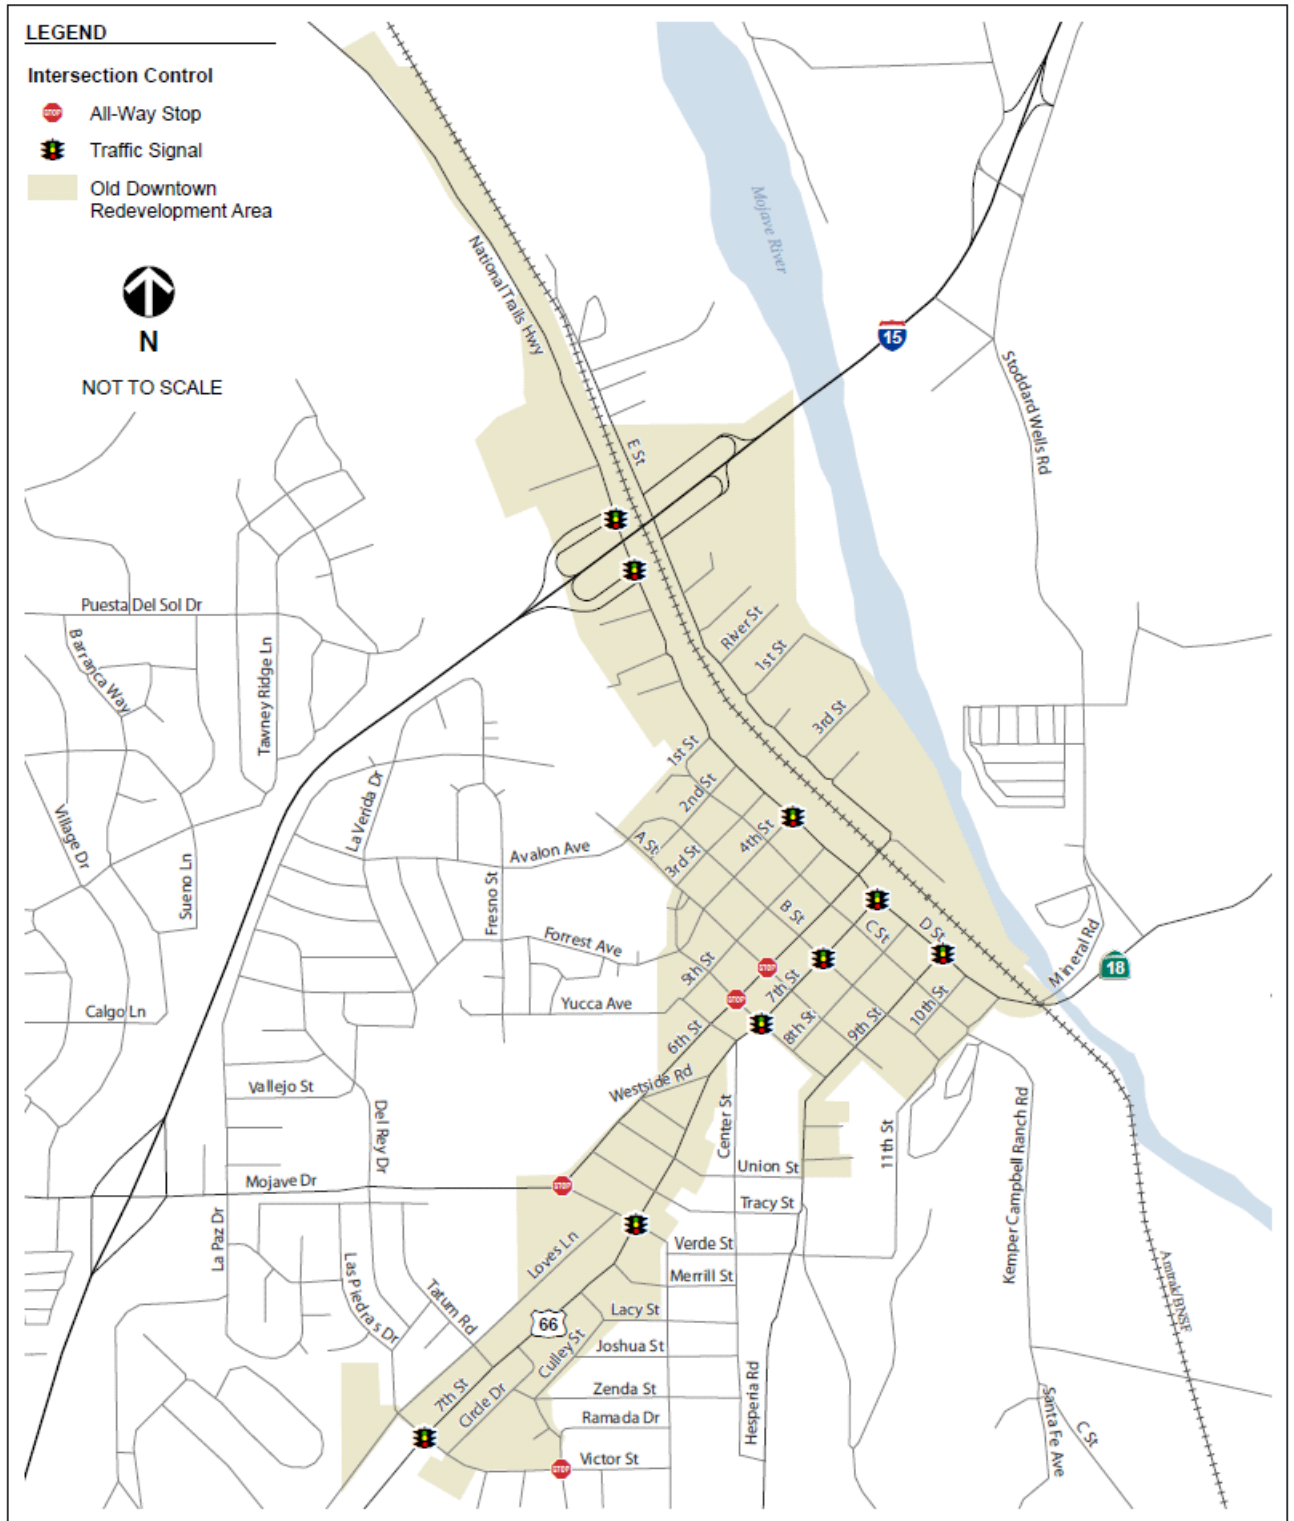 LEGEND
Intersection Control
STOP All-Way Stop
Traffic Signal
Old Downtown
Redevelopment Area
N
NOT TO SCALE
Mojave River
National Trails Hwy
15
E St
Stoddard Wells Rd
Puesta Del Sol Dr
Barranca Way
Tawney Ridge Ln
River St
1st St
3rd St
1st St
2nd St
La Verida Dr
Village Dr
Sueno Ln
Avalon Ave
A St
3rd St
4th St
Fresno St
B St
C St
D St
Forrest Ave
5th St
STOP
7th St
Mineral Rd
18
Yucca Ave
STOP
Calgo Ln
6th St
8th St
9th St
10th St
Westside Rd
Vallejo St
Del Rey Dr
Center St
11th St
Kemper Campbell Ranch Rd
Union St
Mojave Dr
STOP
Tracy St
La Paz Dr
Loves Ln
Verde St
Merrill St
Las Piedras Dr
Tatum Rd
Amtrak/BNSF
66
Lacy St
Culley St
Joshua St
7th St
Circle Dr
Zenda St
Hesperia Rd
Ramada Dr
Santa Fe Ave
C St
STOP
Victor St